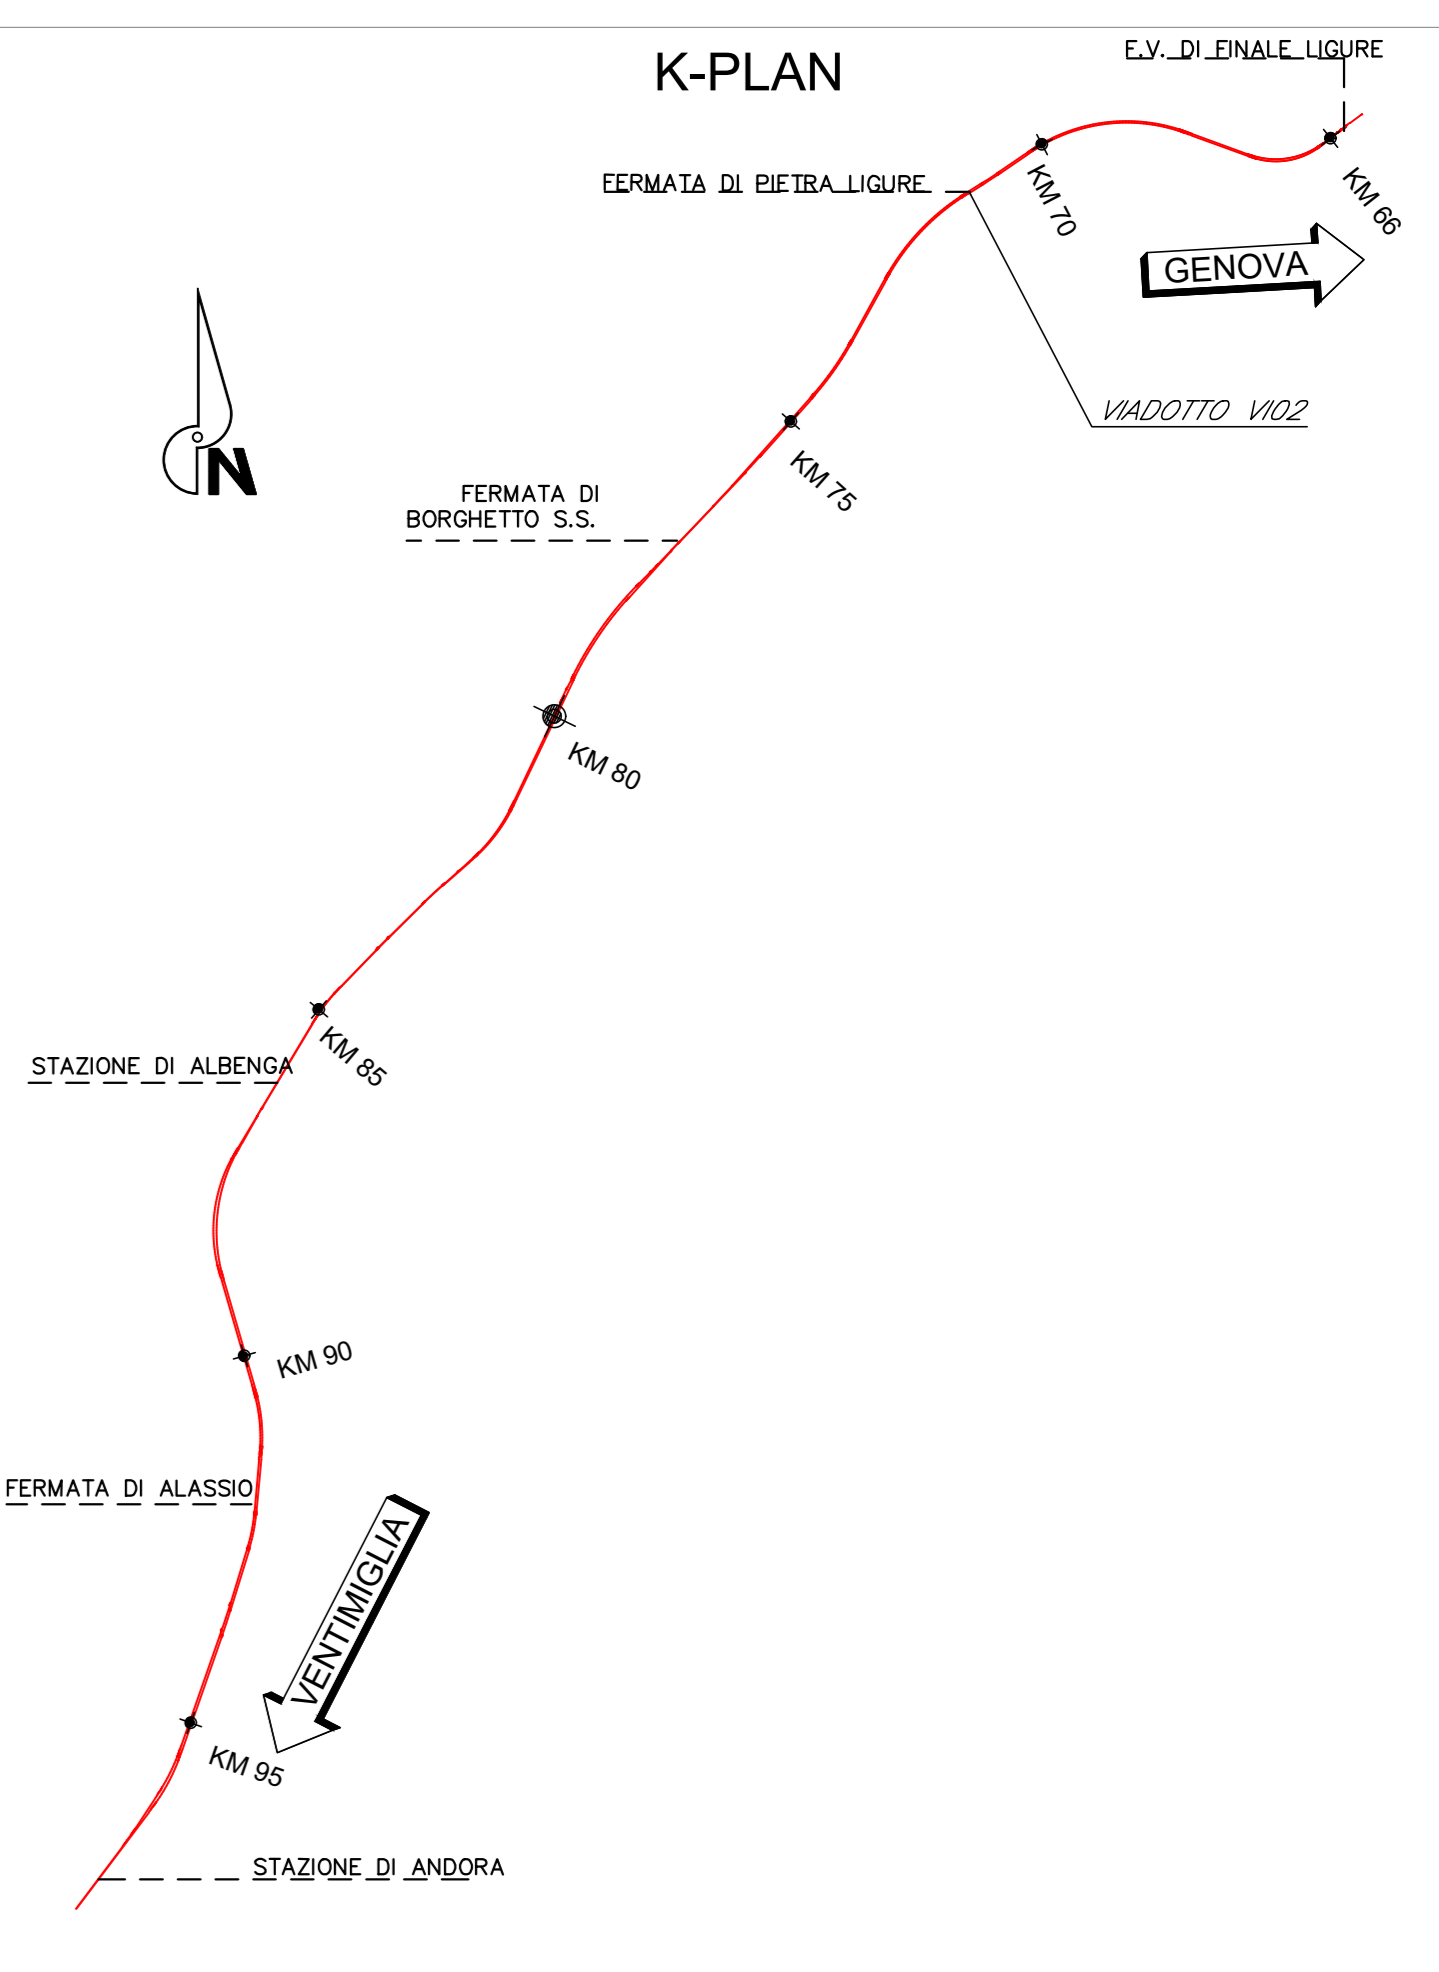 K-PLAN
F.V. DI FINALE LIGURE
FERMATA DI PIETRA LIGURE
KM 70
KM 66
GENOVA
VIADOTTO VI02
N
KM 75
FERMATA DI
BORGHETTO S.S.
KM 80
KM 85
STAZIONE DI ALBENGA
KM 90
FERMATA DI ALASSIO
VENTIMIGLIA
KM 95
STAZIONE DI ANDORA